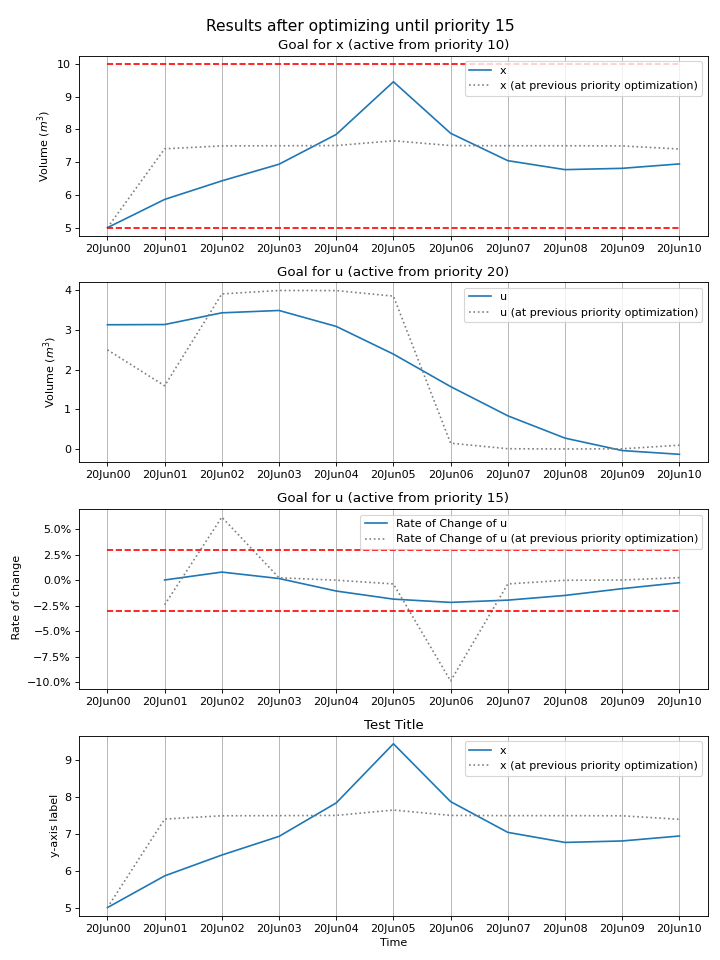 Results after optimizing until priority 15
Goal for x (active from priority 10)
10
9
8
7
6
5
Volume (m³)
x
x (at previous priority optimization)
20Jun00 20Jun01 20Jun02 20Jun03 20Jun04 20Jun05 20Jun06 20Jun07 20Jun08 20Jun09 20Jun10
Goal for u (active from priority 20)
4
3
2
1
0
Volume (m³)
u
u (at previous priority optimization)
20Jun00 20Jun01 20Jun02 20Jun03 20Jun04 20Jun05 20Jun06 20Jun07 20Jun08 20Jun09 20Jun10
Goal for u (active from priority 15)
5.0%
2.5%
0.0%
−2.5%
−5.0%
−7.5%
−10.0%
Rate of change
Rate of Change of u
Rate of Change of u (at previous priority optimization)
20Jun00 20Jun01 20Jun02 20Jun03 20Jun04 20Jun05 20Jun06 20Jun07 20Jun08 20Jun09 20Jun10
Test Title
9
8
7
6
5
y-axis label
x
x (at previous priority optimization)
20Jun00 20Jun01 20Jun02 20Jun03 20Jun04 20Jun05 20Jun06 20Jun07 20Jun08 20Jun09 20Jun10
Time